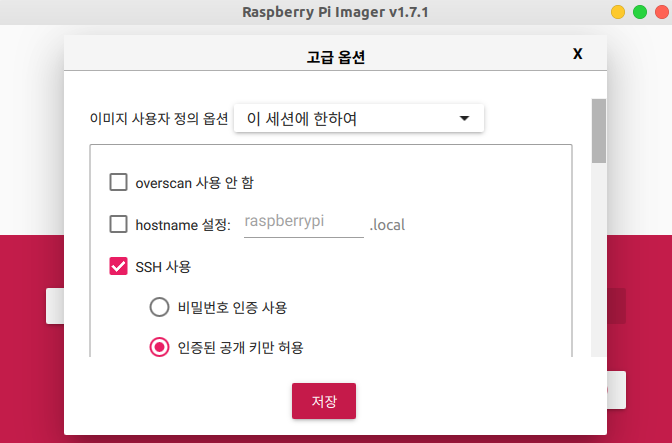 Raspberry Pi Imager v1.7.1
고급 옵션 X
이미지 사용자 정의 옵션 이 세션에 한하여
overscan 사용 안 함
hostname 설정: raspberrypi .local
SSH 사용
비밀번호 인증 사용
인증된 공개 키만 허용
저장